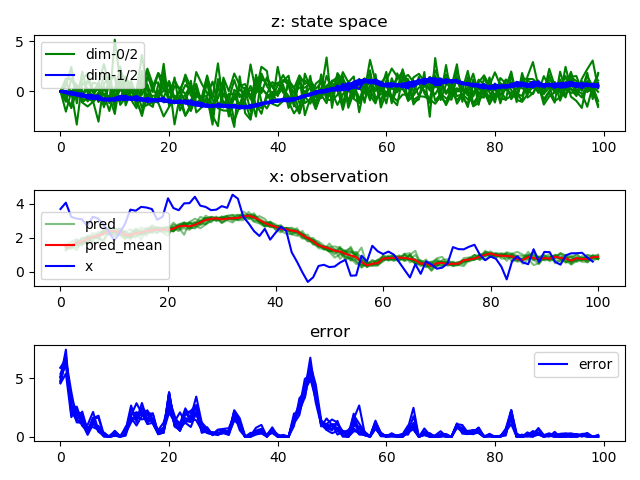 z: state space
5
0
dim-0/2
dim-1/2
0 20 40 60 80 100
x: observation
4
2
0
pred
pred_mean
x
0 20 40 60 80 100
error
5
0
error
0 20 40 60 80 100